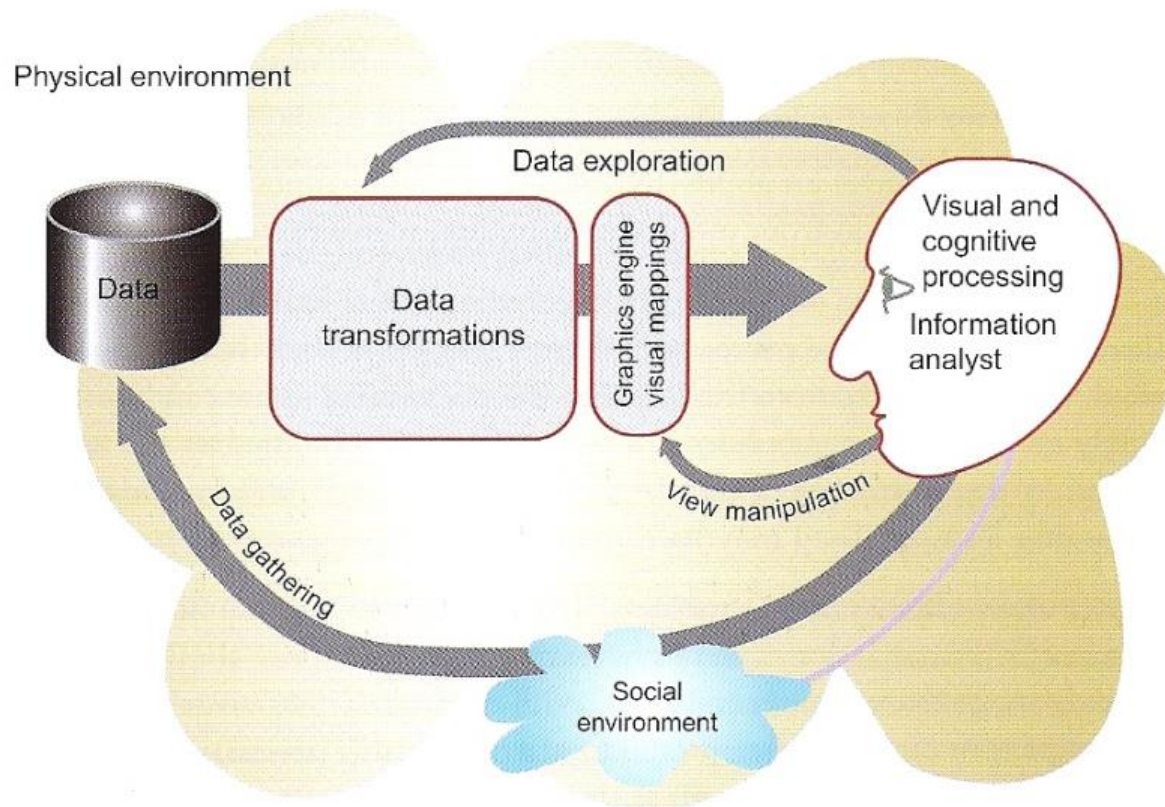 Physical environment
Data exploration
Data
Data
transformations
Graphics engine
visual mappings
Visual and
cognitive
processing
Information
analyst
View manipulation
Data gathering
Social
environment